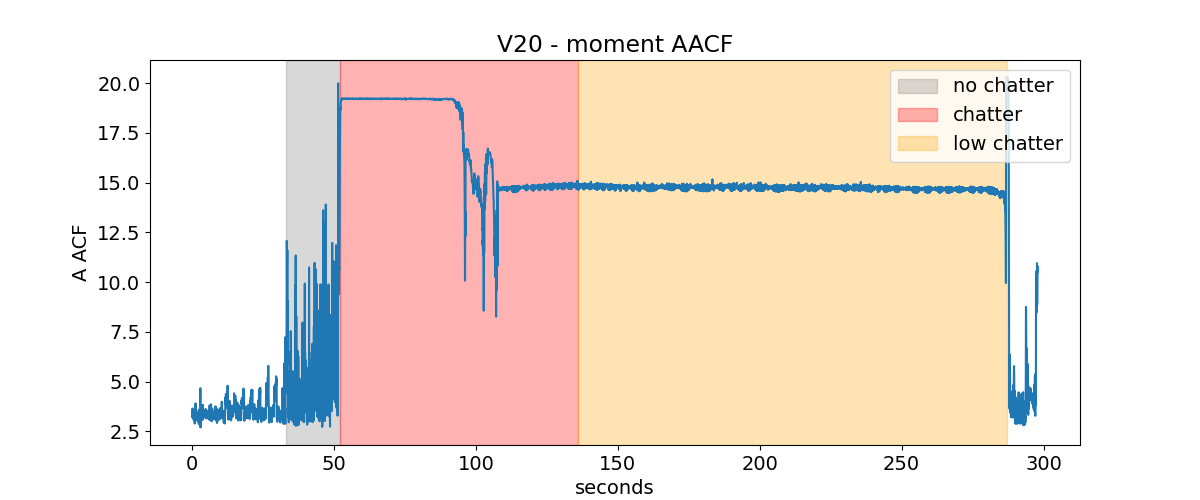 V20 - moment AACF
A ACF
20.0
17.5
15.0
12.5
10.0
7.5
5.0
2.5
no chatter
chatter
low chatter
0 50 100 150 200 250 300
seconds